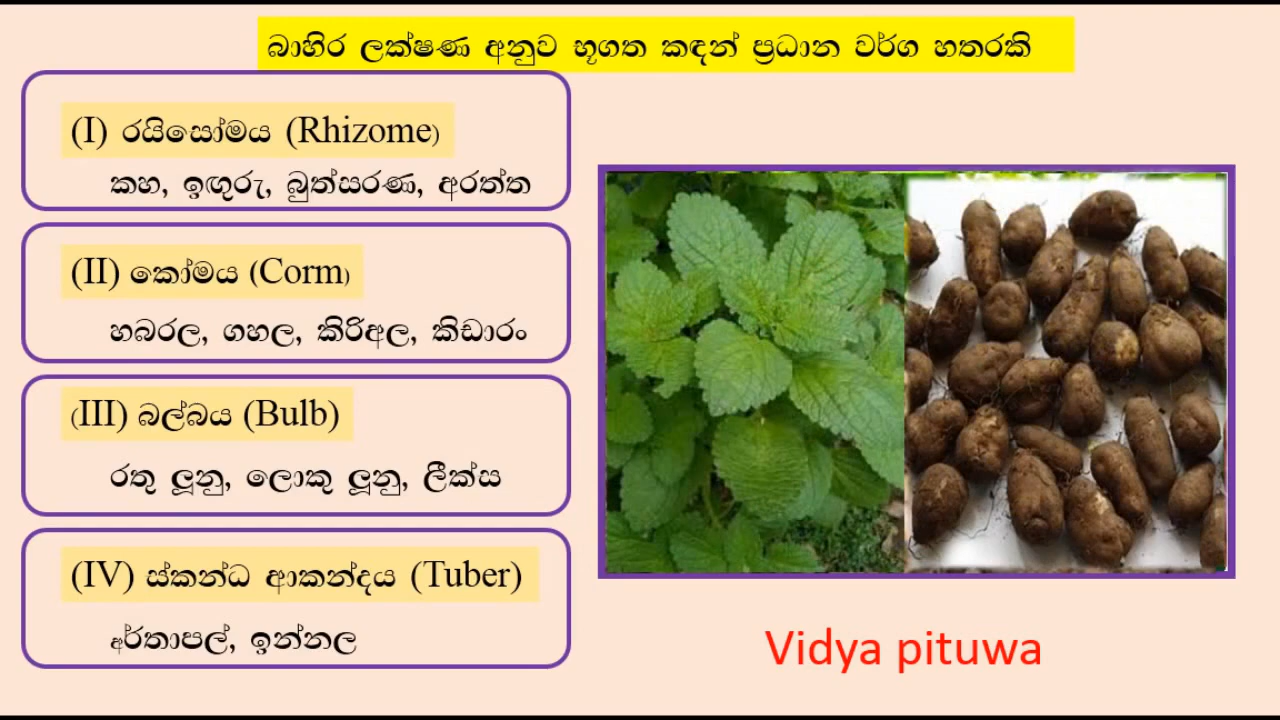 බාහිර ලක්ෂණ අනුව භූගත කඳන් ප්‍රධාන වර්ග හතරකි
(I) රයිසෝමය (Rhizome)
කහ, ඉඟුරු, බුත්සරණ, අරත්ත
(II) කෝමය (Corm)
හබරල, ගහල, කිරිඅල, කිඩාරං
(III) බල්බය (Bulb)
රතු ලූනු, ලොකු ලූනු, ලීක්ස
(IV) ස්කන්ධ ආකන්දය (Tuber)
අර්තාපල්, ඉන්නල
Vidya pituwa